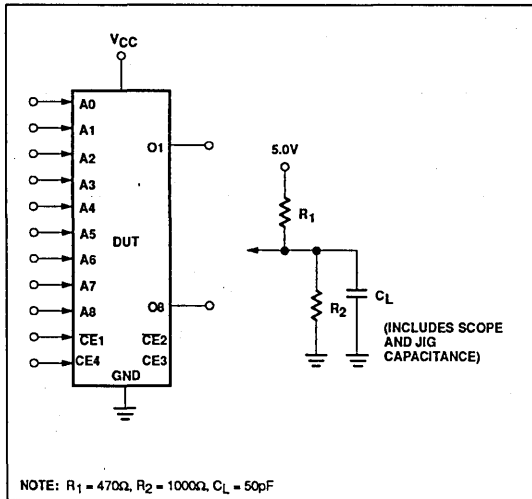 VCC
A0
A1
A2
A3
A4
A5
A6
A7
A8
CE1
CE4
DUT
O1
O8
CE2
CE3
GND
5.0V
R1
R2
CL
(INCLUDES SCOPE
AND JIG
CAPACITANCE)
NOTE: R1 = 470Ω, R2 = 1000Ω, CL = 50pF